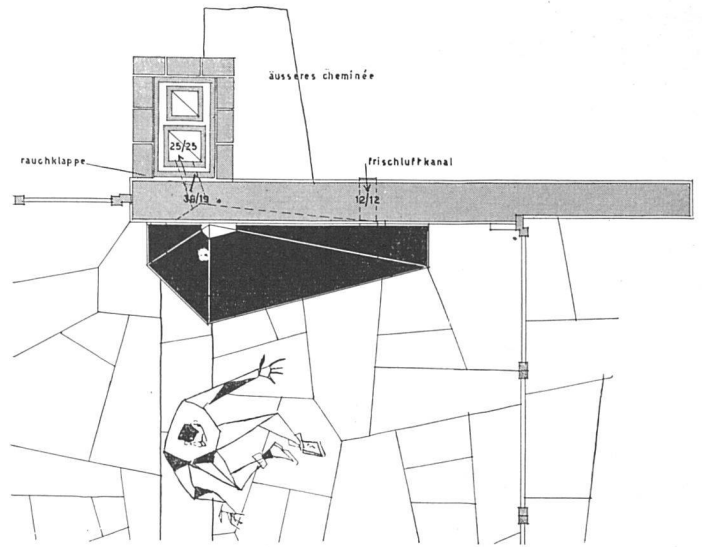 äusseres cheminée
25/25
rauchklappe
frischluftkanal
38/19
12/12